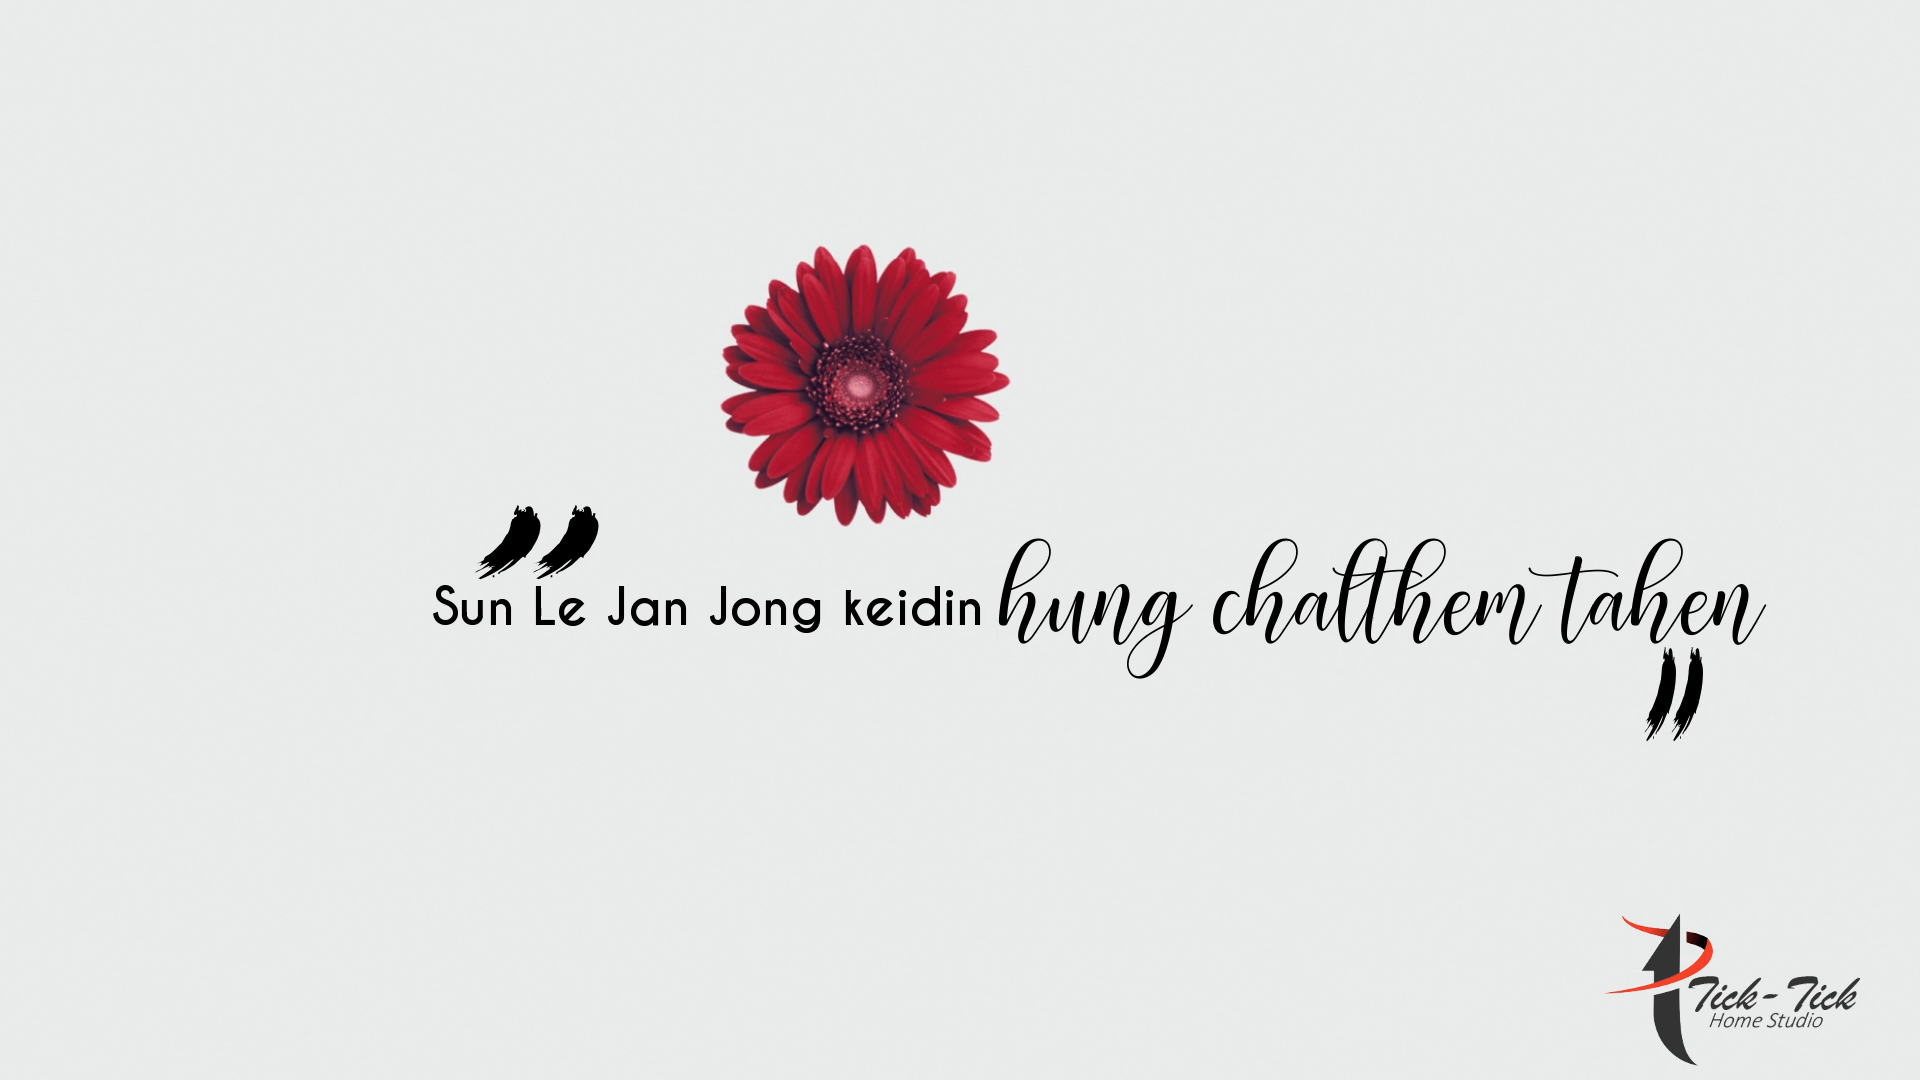 ” Sun Le Jan Jong keidin hung chalthem tahen ”
Tick - Tick
Home Studio